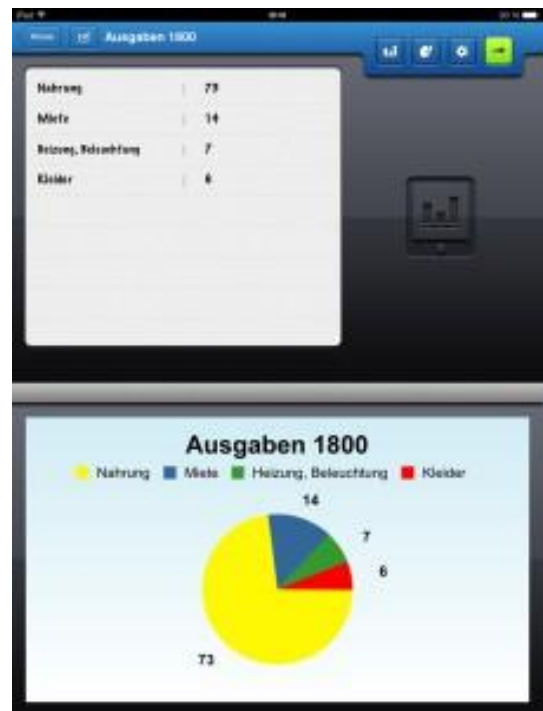 Ausgaben 1800
Nahrung 73
Miete 14
Heizung, Beleuchtung 7
Kleider 6
Ausgaben 1800
Nahrung Miete Heizung, Beleuchtung Kleider
14
7
6
73